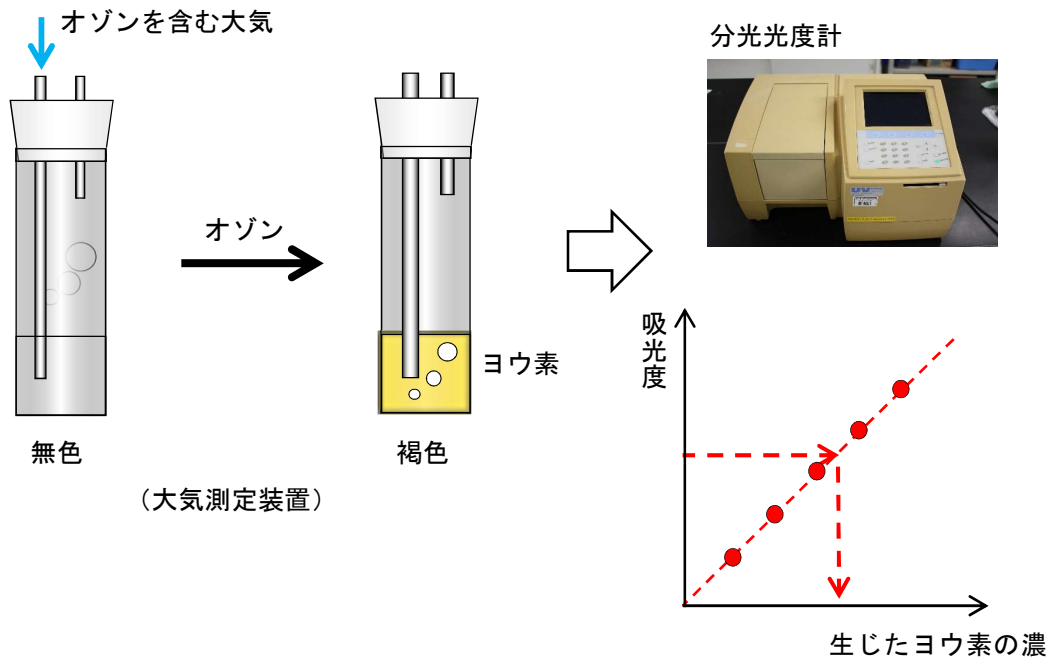 オゾンを含む大気
分光光度計
オゾン
ヨウ素
無色
褐色
（大気測定装置）
吸光度
生じたヨウ素の濃